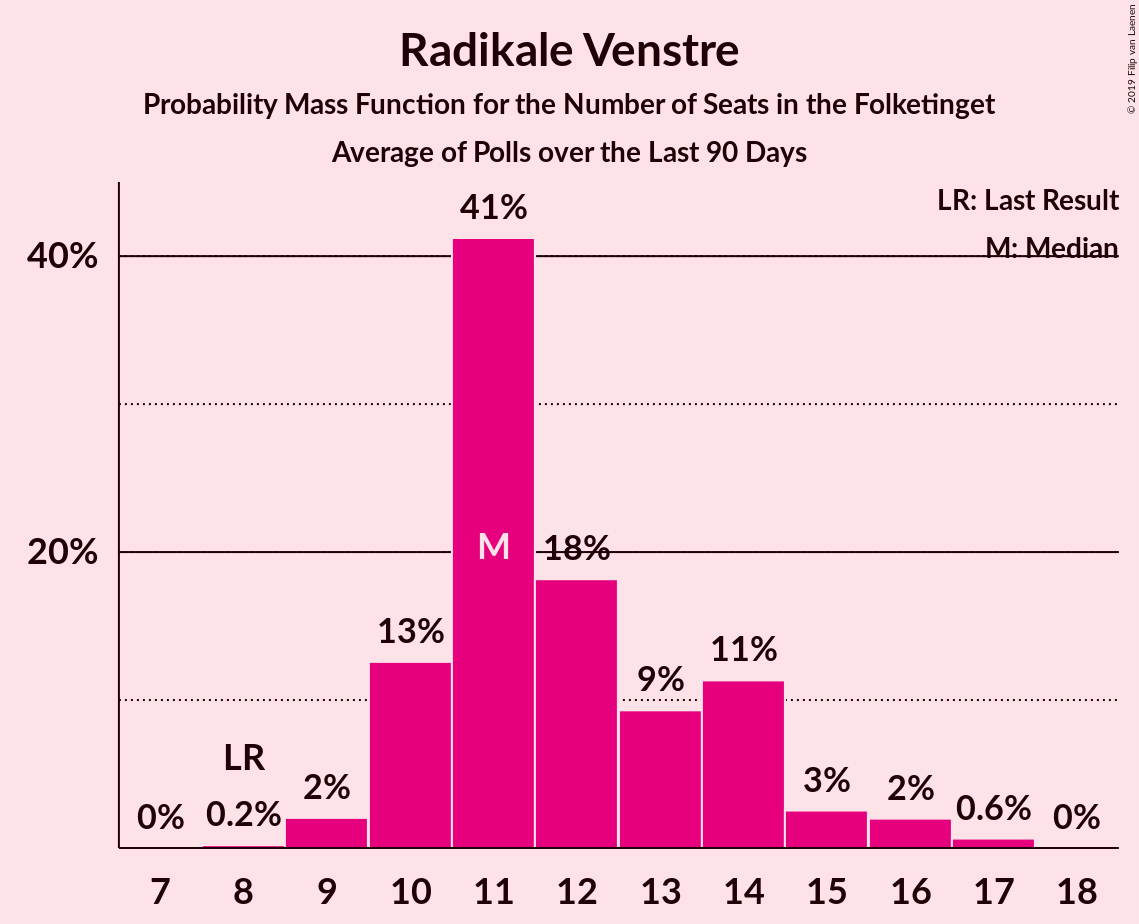 Radikale Venstre
Probability Mass Function for the Number of Seats in the Folketinget
Average of Polls over the Last 90 Days
© 2019 Filip van Laenen
LR: Last Result
M: Median
41%
40%
M
18%
20%
13%
11%
9%
LR
2%
3%
2%
0%
0.2%
0.6%
0%
7 8 9 10 11 12 13 14 15 16 17 18